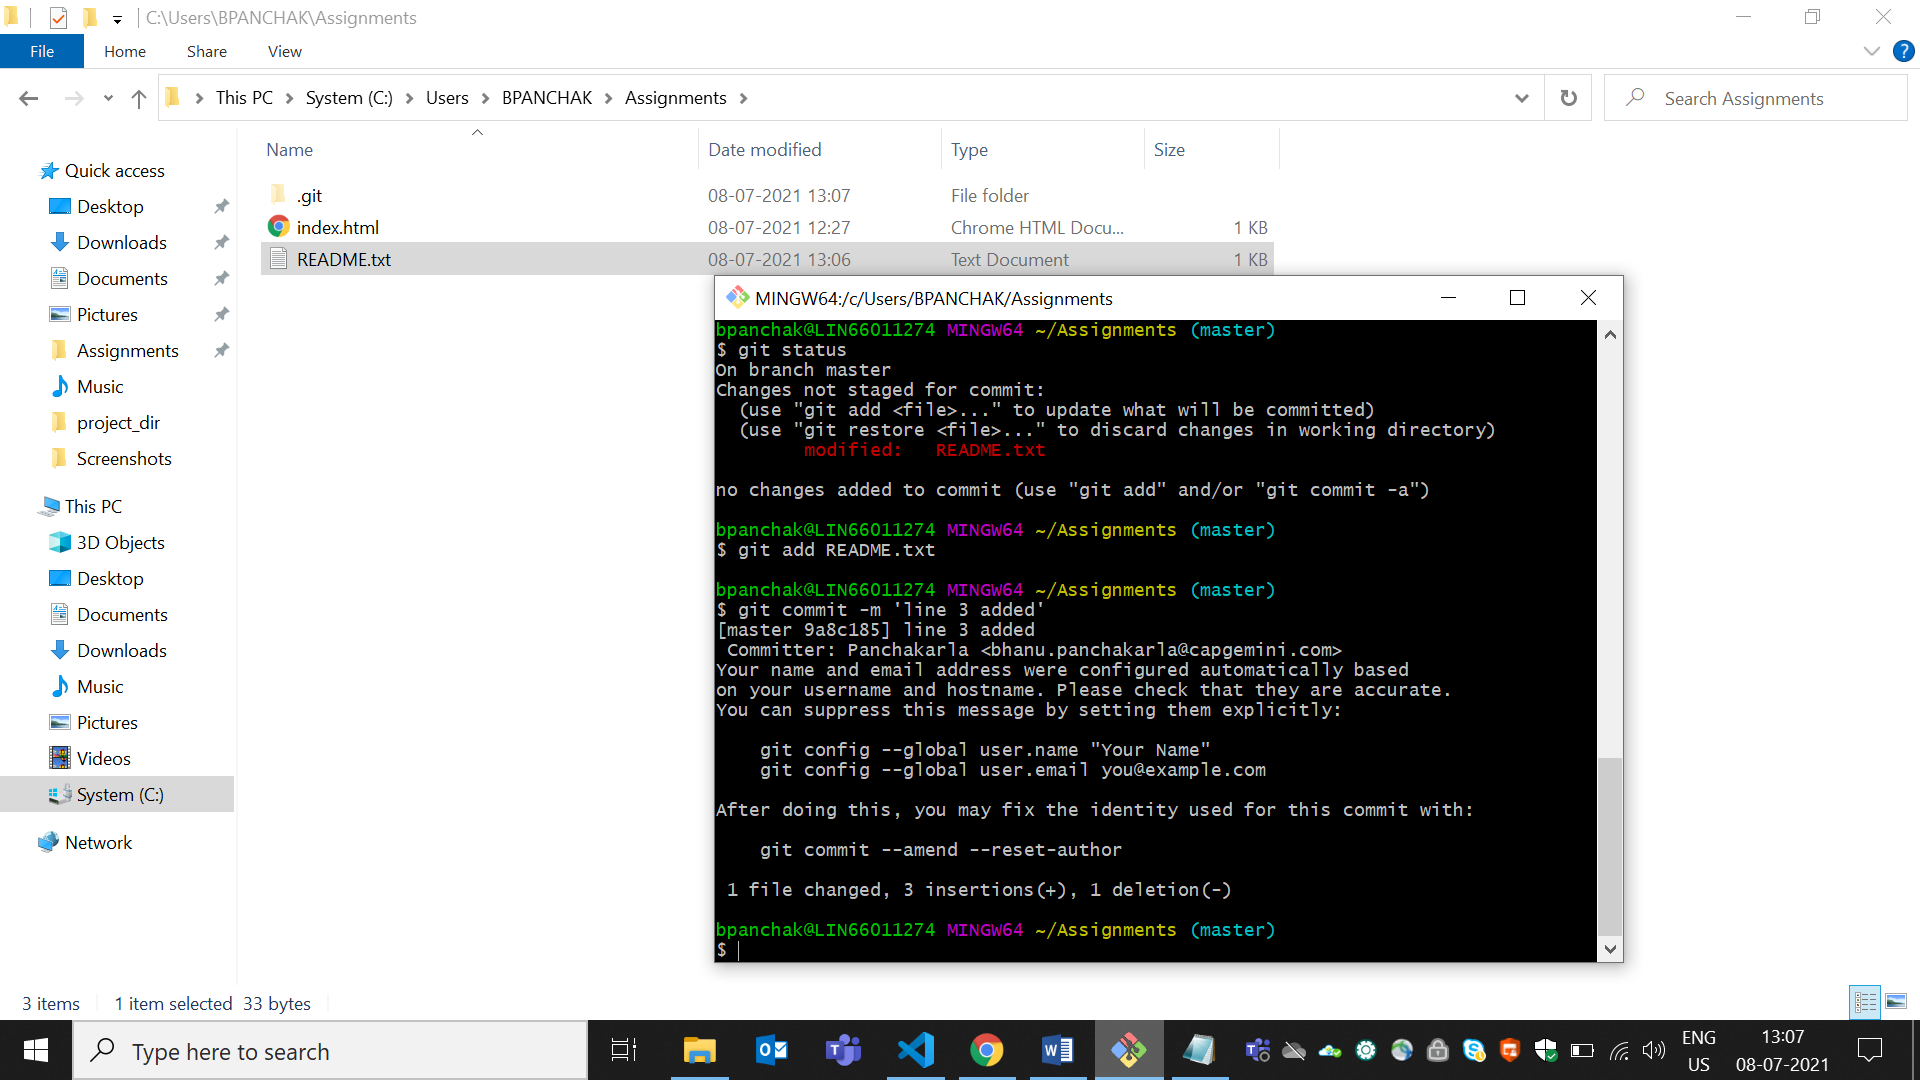 C:\Users\BPANCHAK\Assignments
File Home Share View
This PC System (C:) Users BPANCHAK Assignments
Search Assignments
Name Date modified Type Size
.git 08-07-2021 13:07 File folder
index.html 08-07-2021 12:27 Chrome HTML Docu... 1 KB
README.txt 08-07-2021 13:06 Text Document 1 KB
Quick access
Desktop
Downloads
Documents
Pictures
Assignments
Music
project_dir
Screenshots
This PC
3D Objects
Desktop
Documents
Downloads
Music
Pictures
Videos
System (C:)
Network
MINGW64:/c/Users/BPANCHAK/Assignments
bpanchak@LIN66011274 MINGW64 ~/Assignments (master)
$ git status
On branch master
Changes not staged for commit:
  (use "git add <file>..." to update what will be committed)
  (use "git restore <file>..." to discard changes in working directory)
        modified:   README.txt

no changes added to commit (use "git add" and/or "git commit -a")

bpanchak@LIN66011274 MINGW64 ~/Assignments (master)
$ git add README.txt

bpanchak@LIN66011274 MINGW64 ~/Assignments (master)
$ git commit -m 'line 3 added'
[master 9a8c185] line 3 added
 Committer: Panchakarla <bhanu.panchakarla@capgemini.com>
Your name and email address were configured automatically based
on your username and hostname. Please check that they are accurate.
You can suppress this message by setting them explicitly:

    git config --global user.name "Your Name"
    git config --global user.email you@example.com

After doing this, you may fix the identity used for this commit with:

    git commit --amend --reset-author

 1 file changed, 3 insertions(+), 1 deletion(-)

bpanchak@LIN66011274 MINGW64 ~/Assignments (master)
$
3 items 1 item selected 33 bytes
Type here to search
ENG
US
13:07
08-07-2021